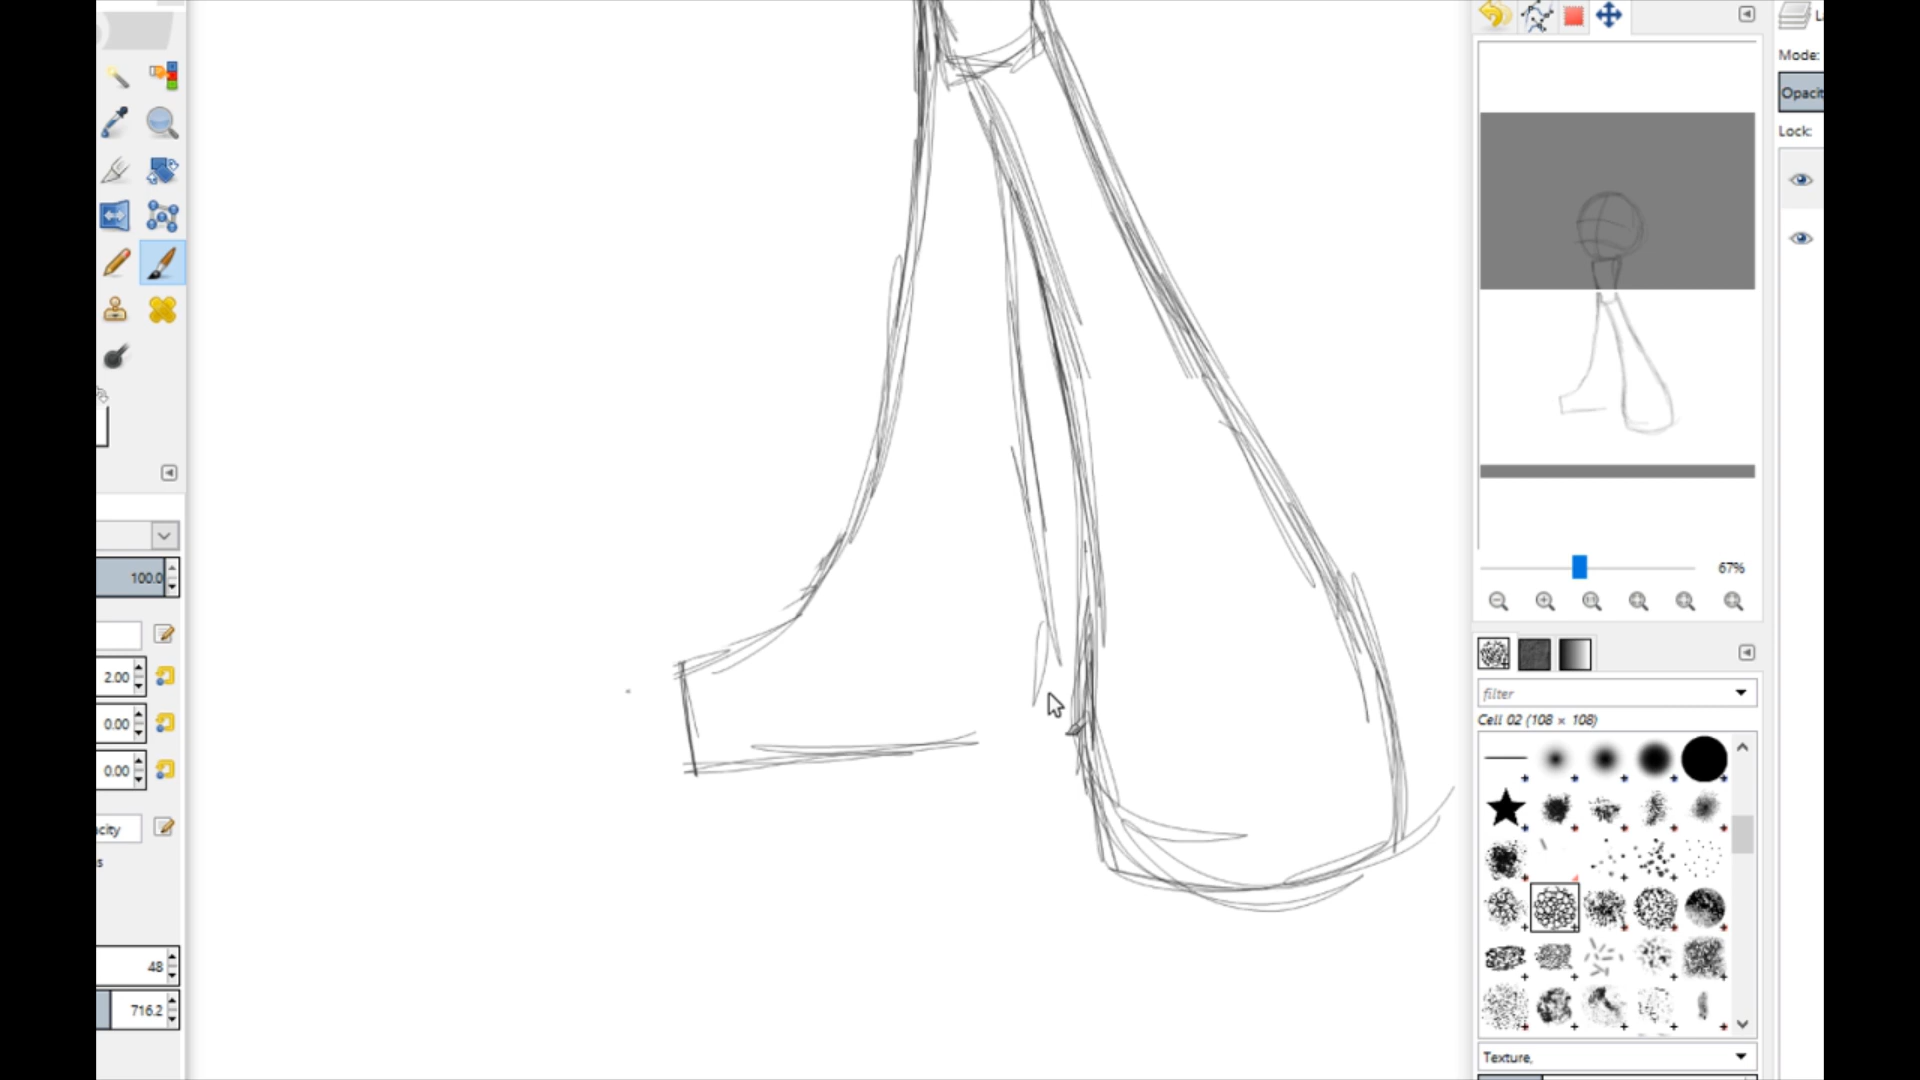 Mode:
Opacit
Lock:
100.0
2.00
0.00
0.00
city
s
48
716.2
67%
filter
Cell 02 (108 × 108)
Texture,